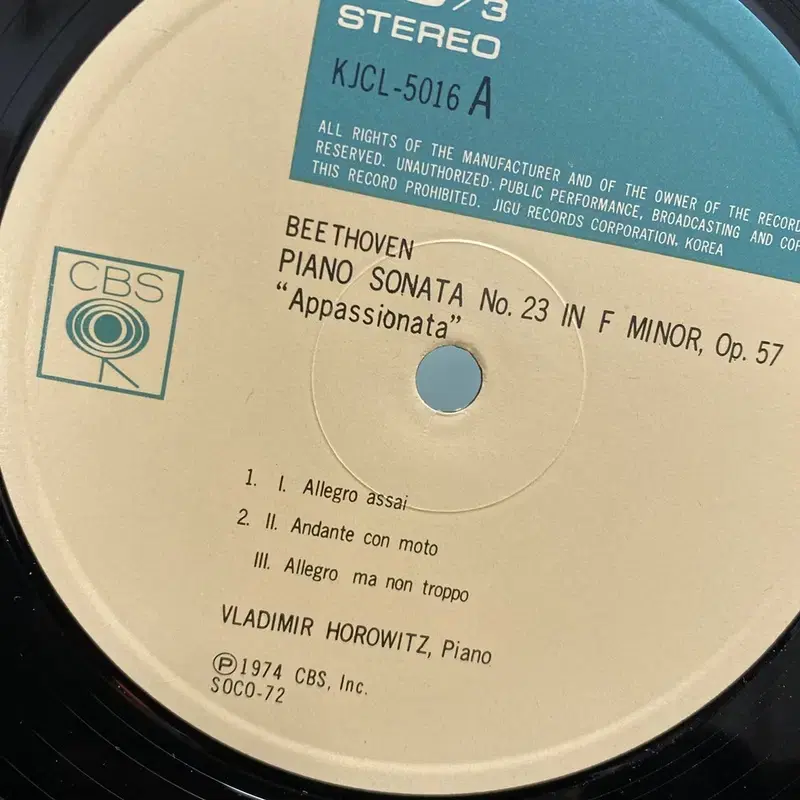 /3
STEREO
KJCL-5016 A
ALL RIGHTS OF THE MANUFACTURER AND OF THE OWNER OF THE RECORD
RESERVED. UNAUTHORIZED. PUBLIC PERFORMANCE, BROADCASTING AND COP
THIS RECORD PROHIBITED. JIGU RECORDS CORPORATION, KOREA
BEETHOVEN
PIANO SONATA No. 23 IN F MINOR, Op. 57
"Appassionata"
CBS
1. I. Allegro assai
2. II. Andante con moto
III. Allegro ma non troppo
VLADIMIR HOROWITZ, Piano
Ⓟ1974 CBS, Inc.
SOCO-72